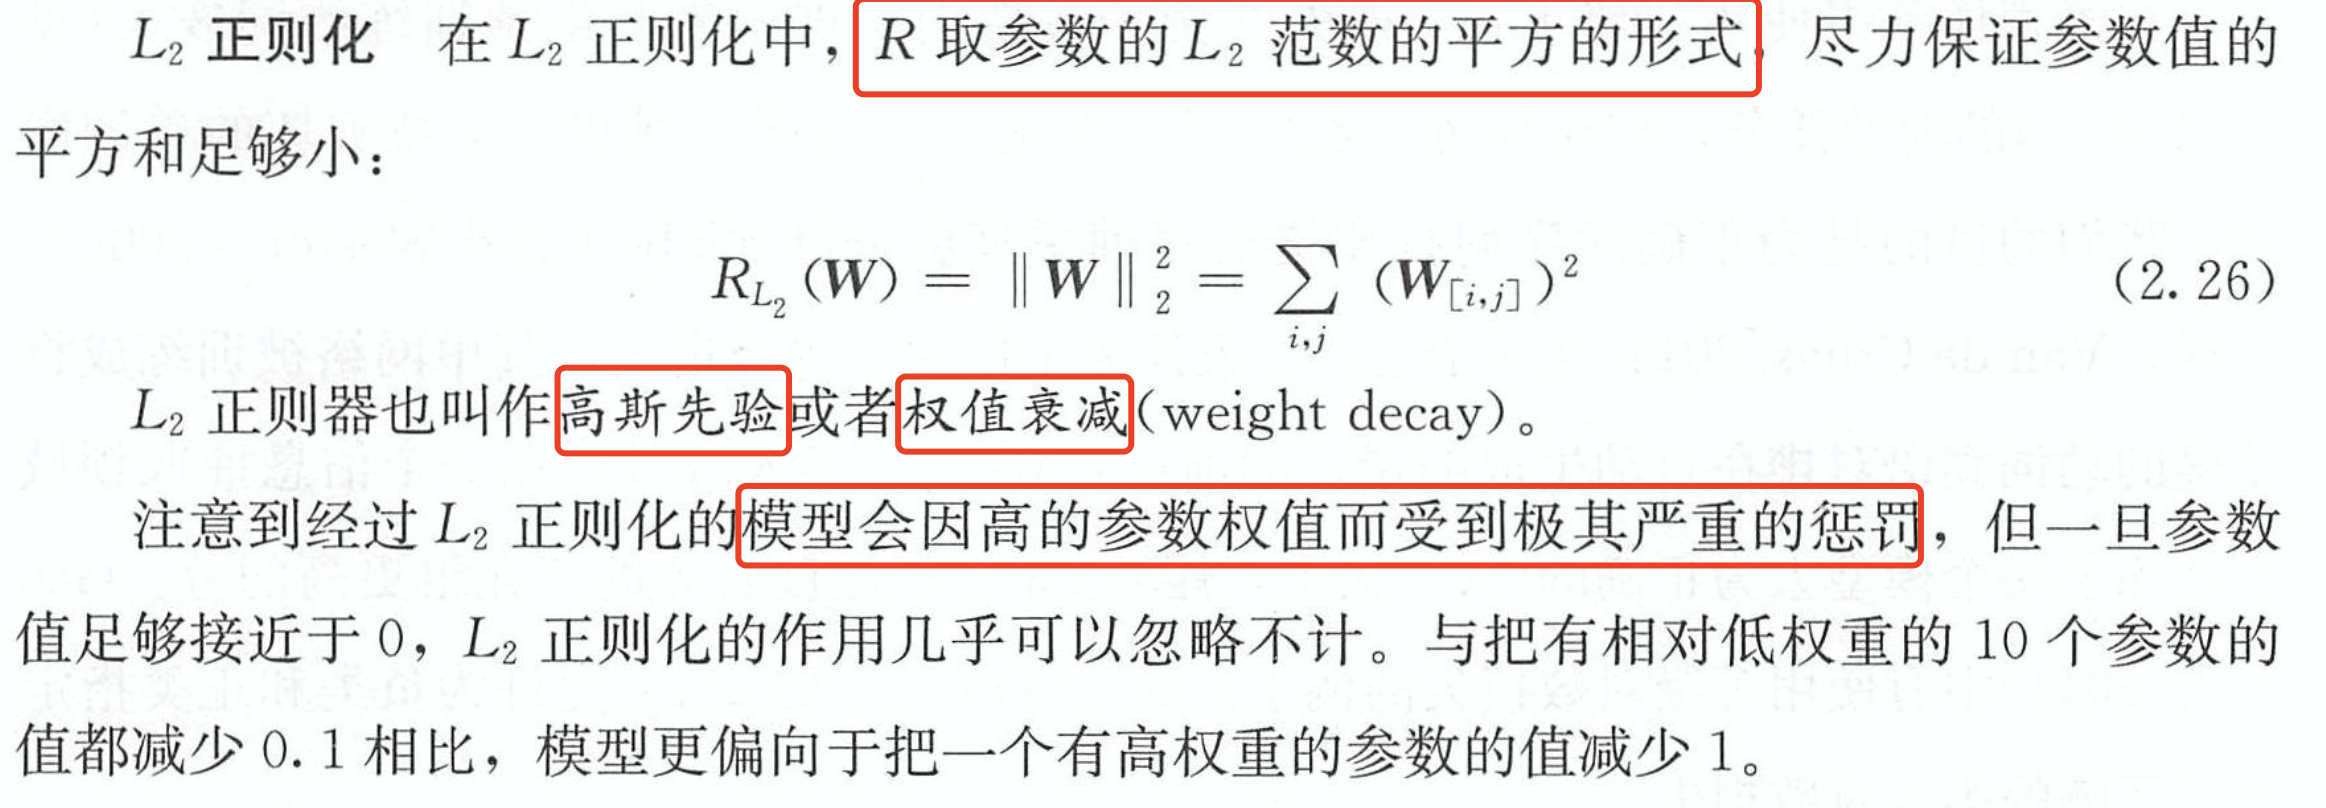 L₂ 正则化 在 L₂ 正则化中，R 取参数的 L₂ 范数的平方的形式，尽力保证参数值的
平方和足够小：
R_{L₂}(W) = ‖W‖₂² = ∑_{i,j} (W_{[i,j]})² (2.26)
L₂ 正则器也叫作高斯先验或者权值衰减(weight decay)。
注意到经过 L₂ 正则化的模型会因高的参数权值而受到极其严重的惩罚，但一旦参数
值足够接近于 0，L₂ 正则化的作用几乎可以忽略不计。与把有相对低权重的 10 个参数的
值都减少 0.1 相比，模型更偏向于把一个有高权重的参数的值减少 1。